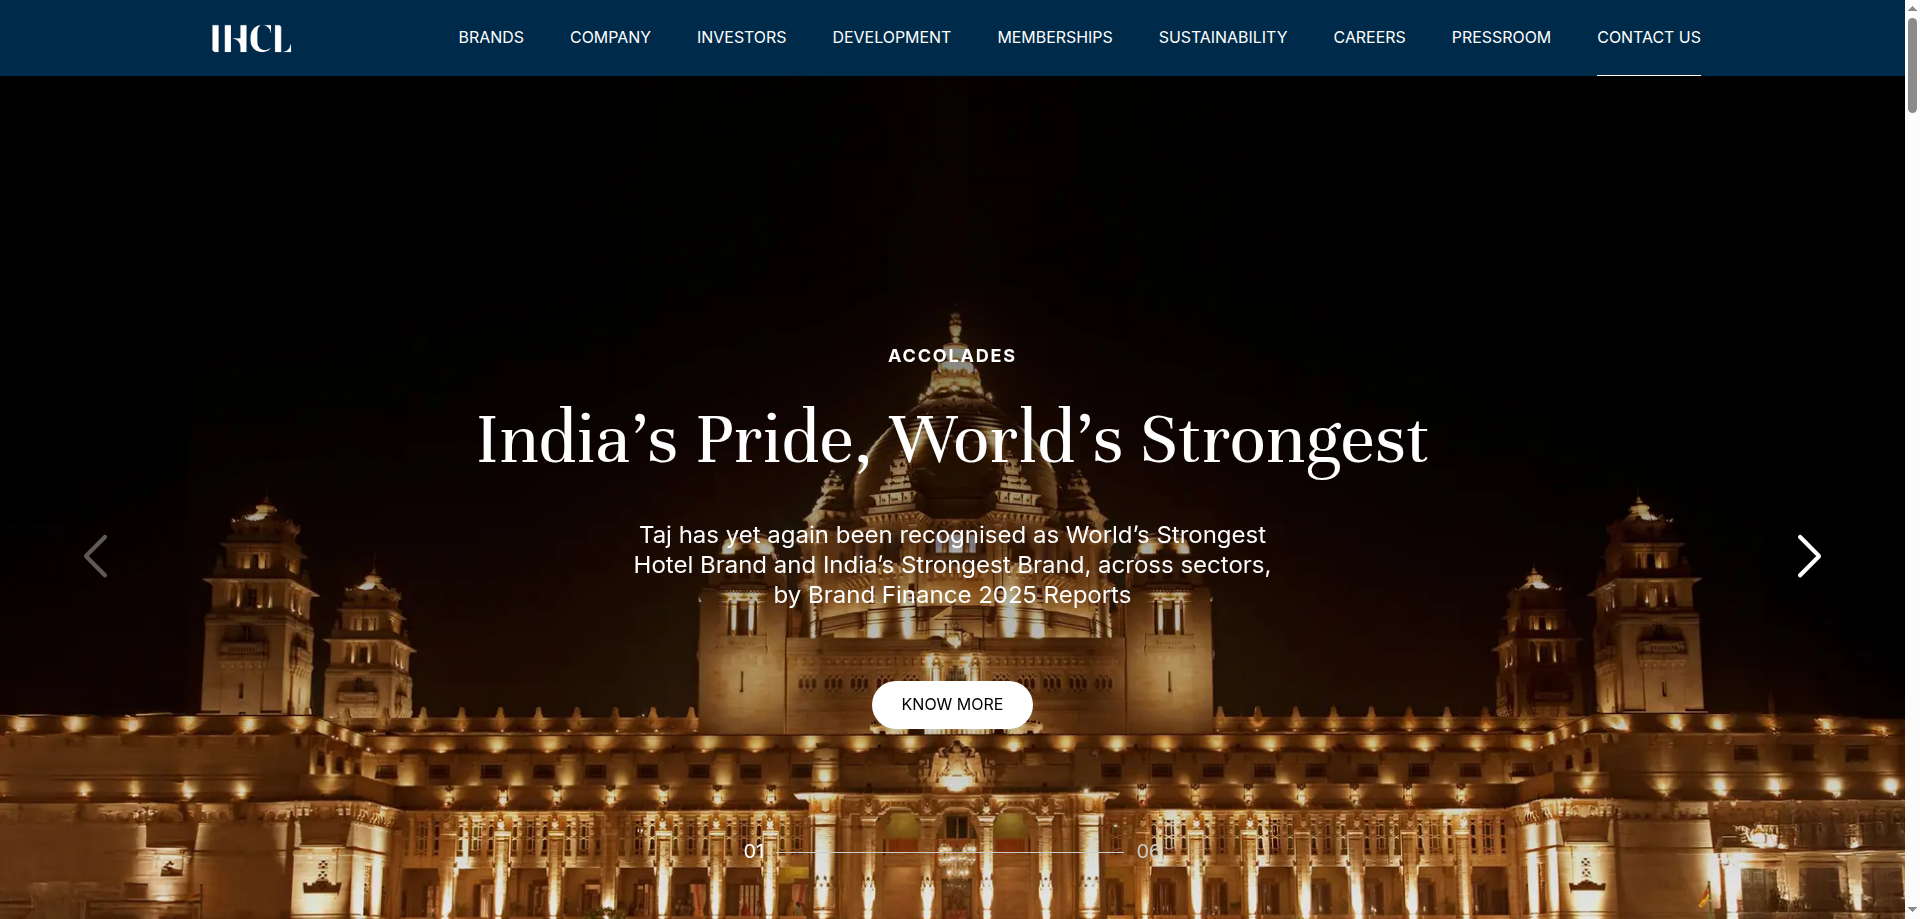 IHCL
BRANDS COMPANY INVESTORS DEVELOPMENT MEMBERSHIPS SUSTAINABILITY CAREERS PRESSROOM CONTACT US
ACCOLADES
India’s Pride, World’s Strongest
Taj has yet again been recognised as World’s Strongest
Hotel Brand and India’s Strongest Brand, across sectors,
by Brand Finance 2025 Reports
KNOW MORE
01 06